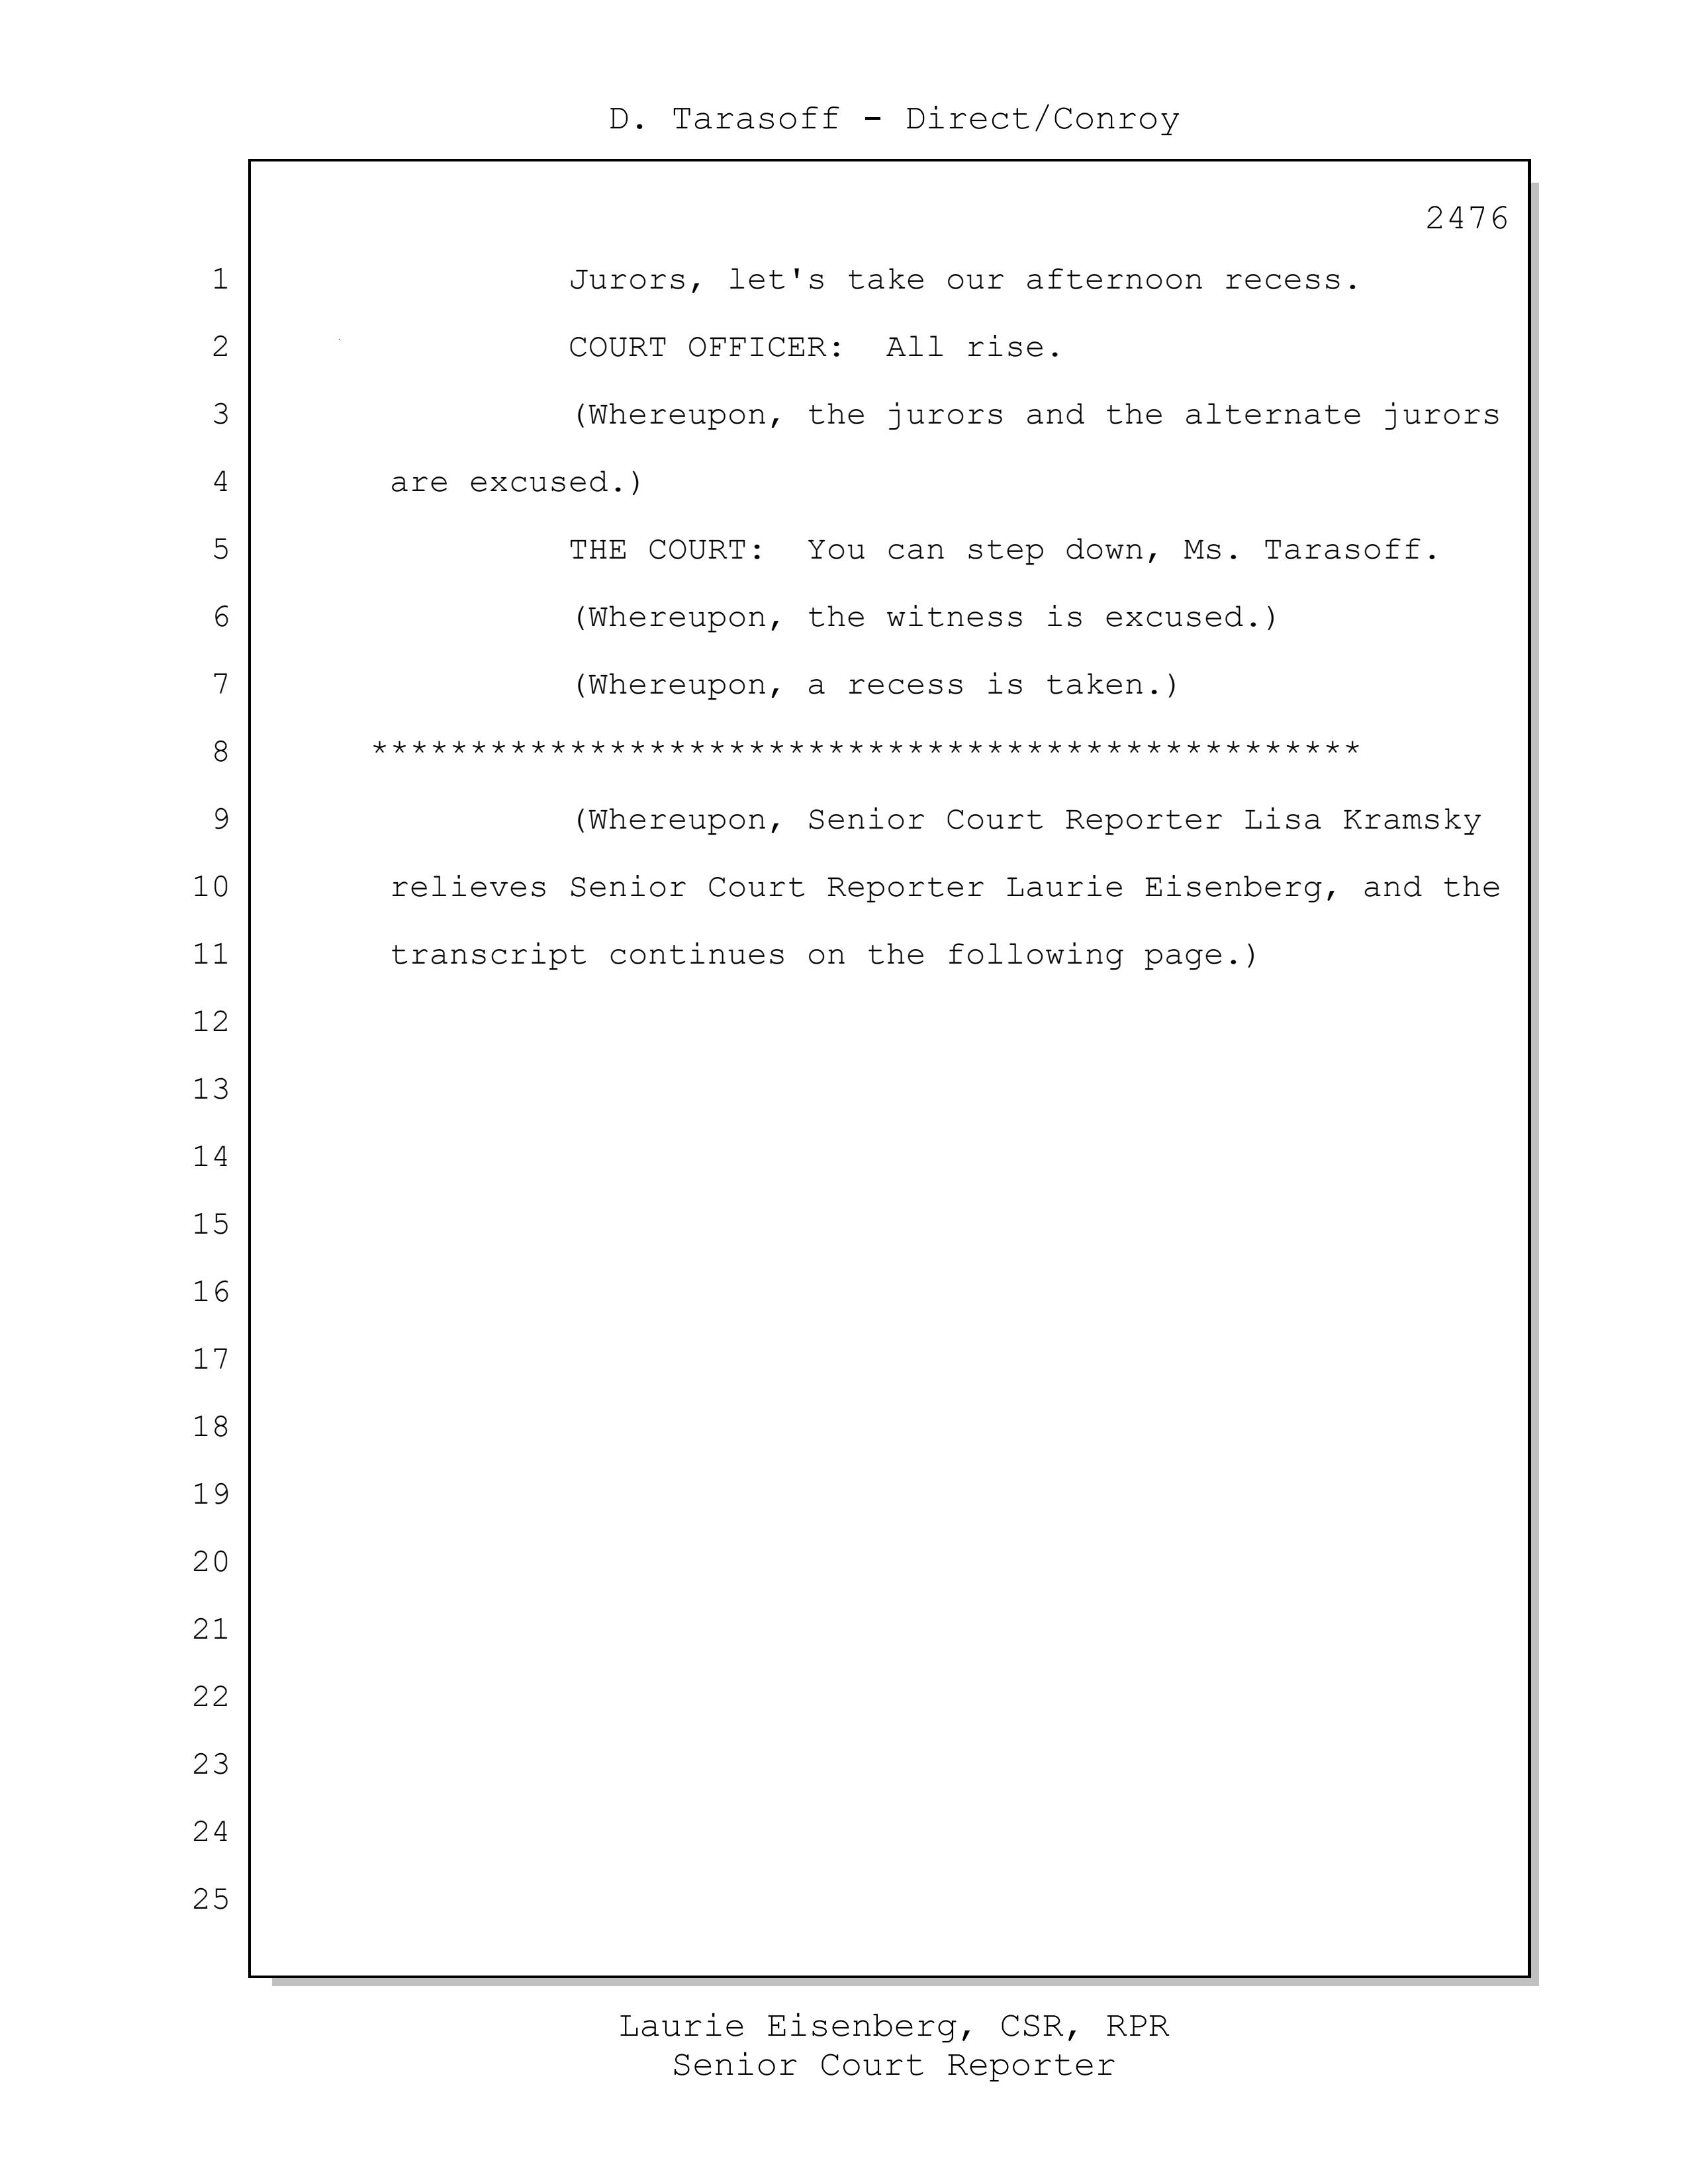 D. Tarasoff - Direct/Conroy
2476
1 Jurors, let's take our afternoon recess.
2 COURT OFFICER: All rise.
3 (Whereupon, the jurors and the alternate jurors
4 are excused.)
5 THE COURT: You can step down, Ms. Tarasoff.
6 (Whereupon, the witness is excused.)
7 (Whereupon, a recess is taken.)
8 **************************************************
9 (Whereupon, Senior Court Reporter Lisa Kramsky
10 relieves Senior Court Reporter Laurie Eisenberg, and the
11 transcript continues on the following page.)
12
13
14
15
16
17
18
19
20
21
22
23
24
25
Laurie Eisenberg, CSR, RPR
Senior Court Reporter